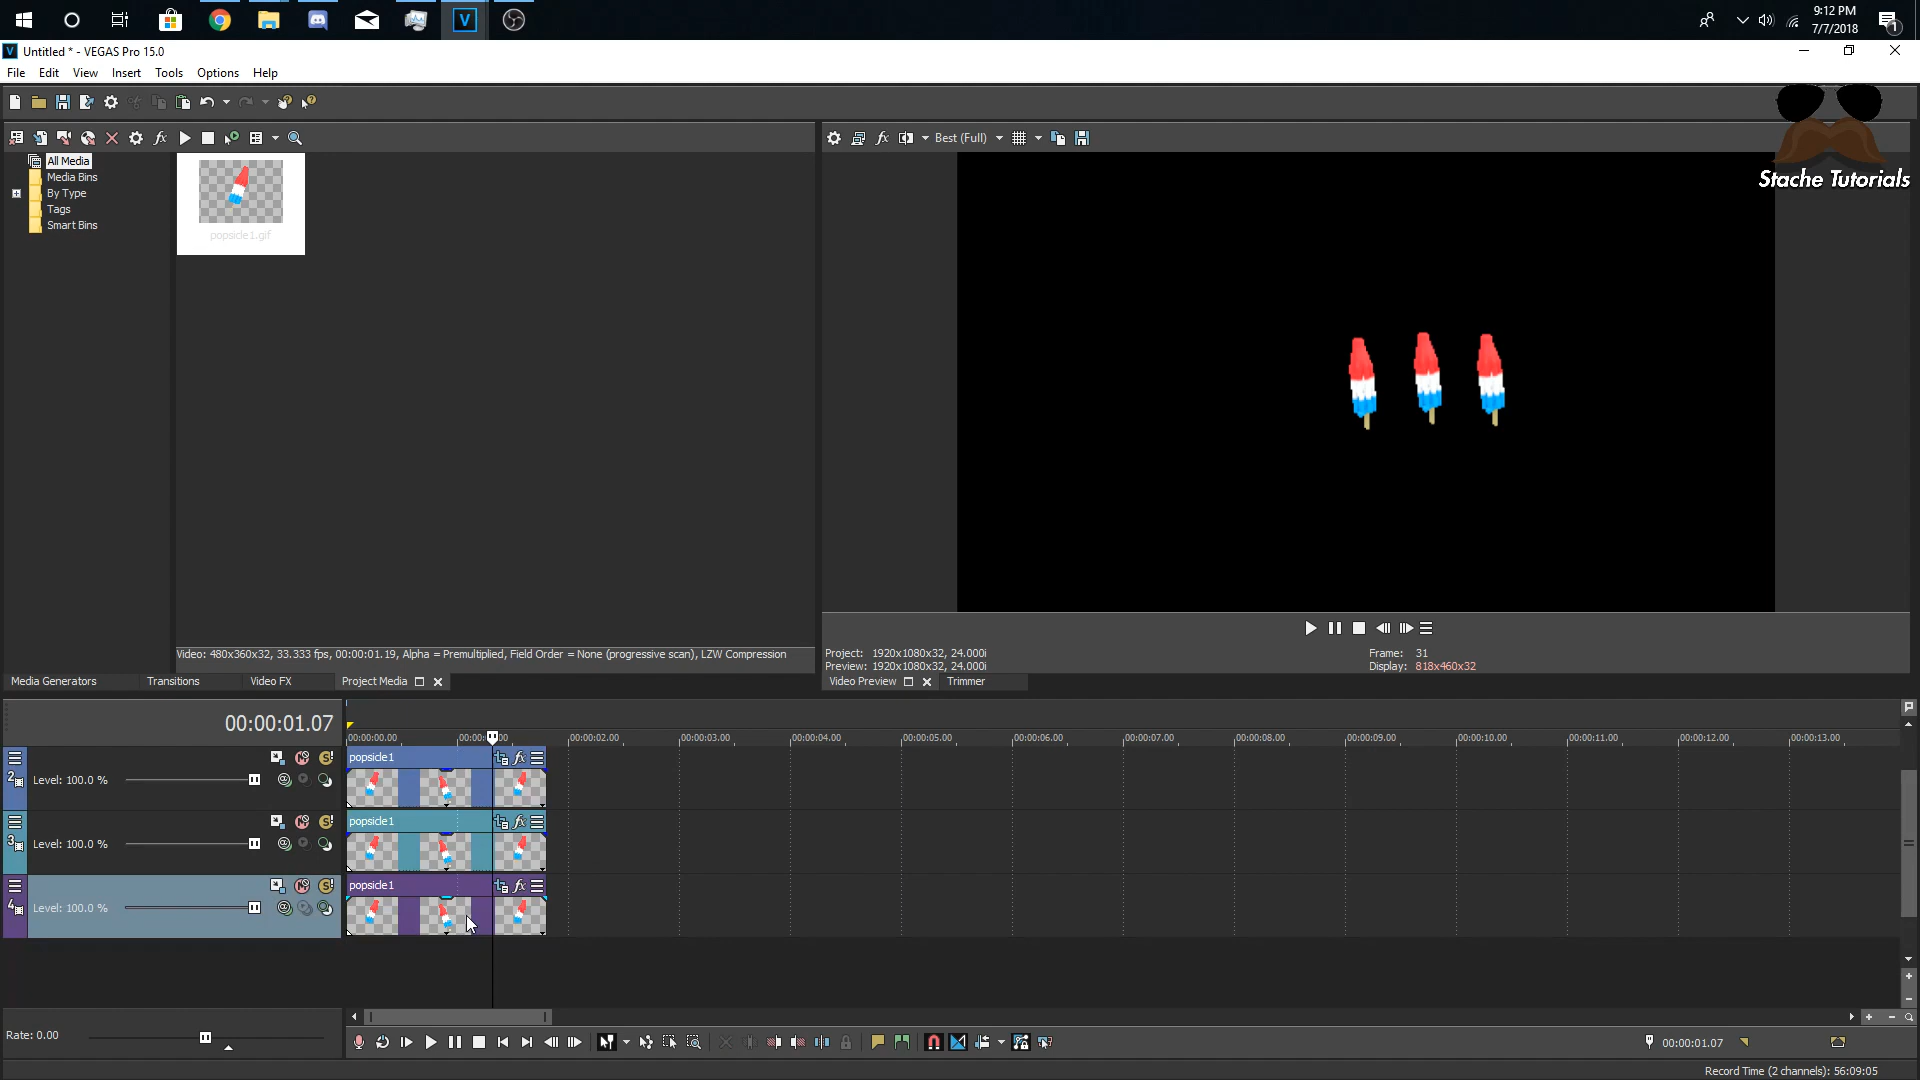 9:12 PM
7/7/2018
1
V
V Untitled * - VEGAS Pro 15.0
File Edit View Insert Tools Options Help
Best (Full)
Stache Tutorials
All Media
Media Bins
By Type
Tags
Smart Bins
popsicle1.gif
Video: 480x360x32, 33.333 fps, 00:00:01.19, Alpha = Premultiplied, Field Order = None (progressive scan), LZW Compression
Project: 1920x1080x32, 24.000i
Preview: 1920x1080x32, 24.000i
Frame: 31
Display: 818x460x32
Media Generators Transitions Video FX Project Media
Video Preview Trimmer
00:00:01.07
00:00:00.00 00:00:02.00 00:00:03.00 00:00:04.00 00:00:05.00 00:00:06.00 00:00:07.00 00:00:08.00 00:00:09.00 00:00:10.00 00:00:11.00 00:00:12.00 00:00:13.00
popsicle1
2 Level: 100.0 %
popsicle1
3 Level: 100.0 %
popsicle1
4 Level: 100.0 %
Rate: 0.00
00:00:01.07
Record Time (2 channels): 56:09:05